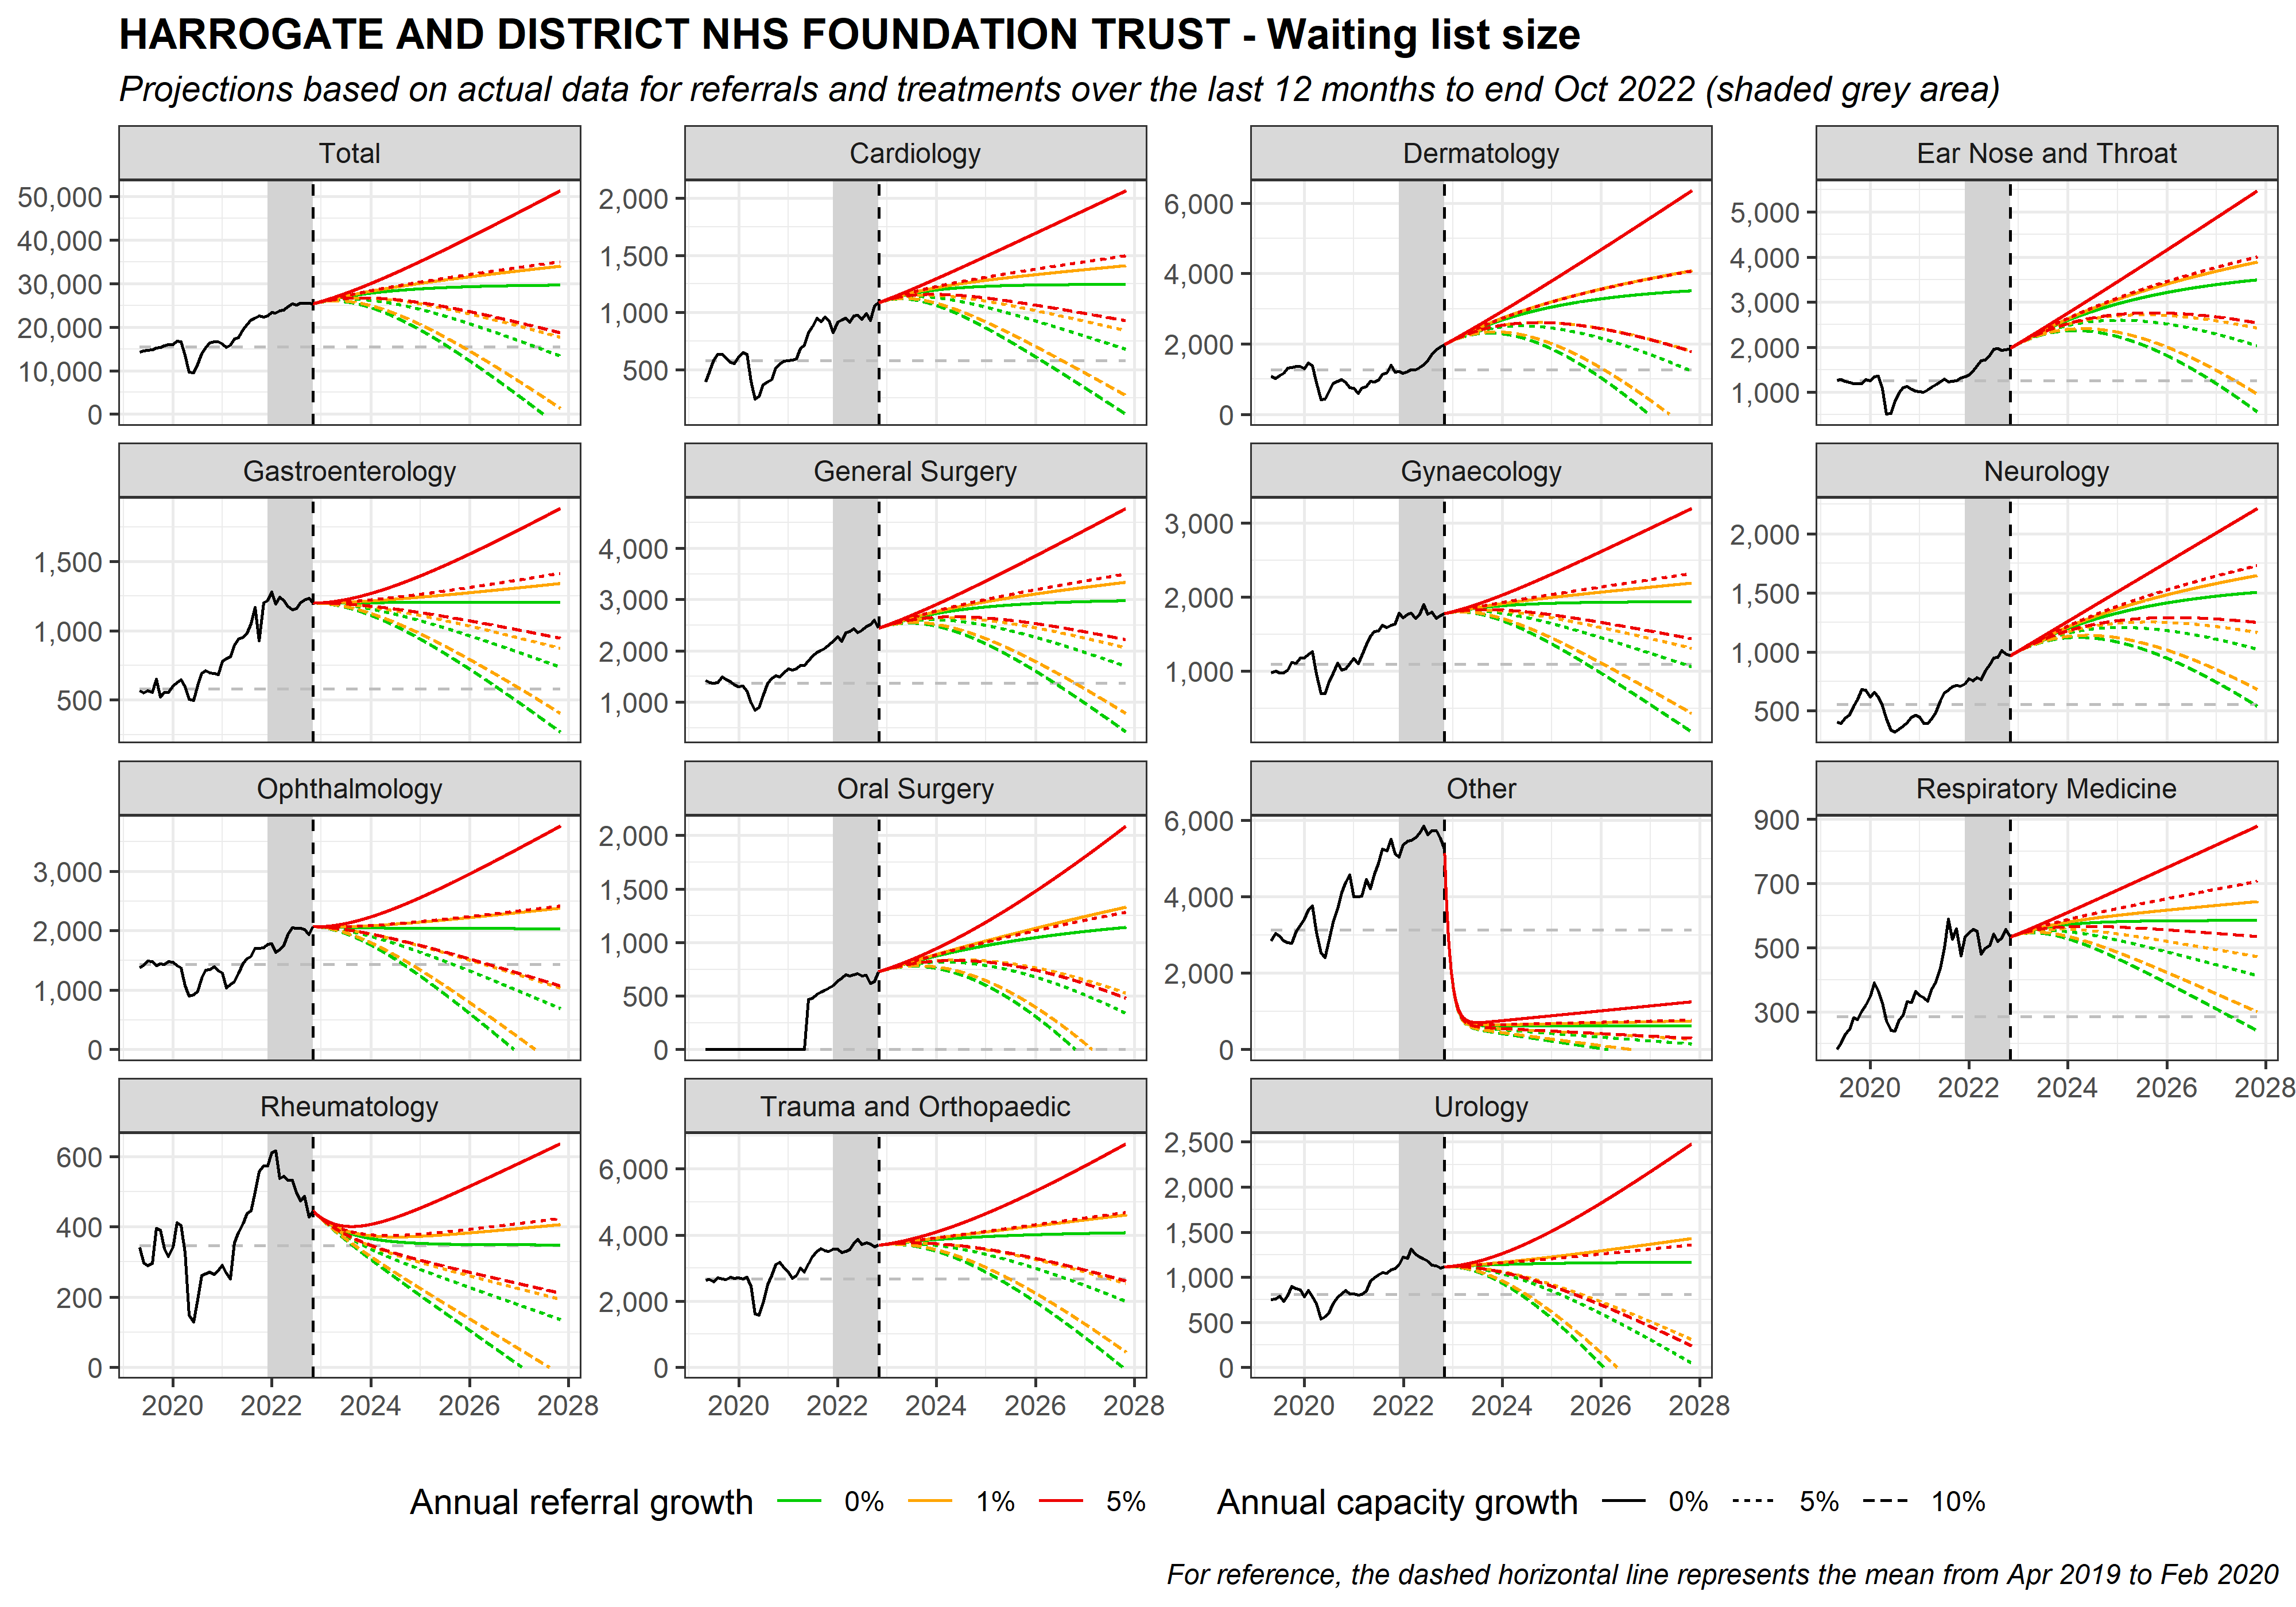 HARROGATE AND DISTRICT NHS FOUNDATION TRUST - Waiting list size
Projections based on actual data for referrals and treatments over the last 12 months to end Oct 2022 (shaded grey area)
Total
50,000
40,000
30,000
20,000
10,000
0
Cardiology
2,000
1,500
1,000
500
Dermatology
6,000
4,000
2,000
0
Ear Nose and Throat
5,000
4,000
3,000
2,000
1,000
Gastroenterology
1,500
1,000
500
General Surgery
4,000
3,000
2,000
1,000
Gynaecology
3,000
2,000
1,000
Neurology
2,000
1,500
1,000
500
Ophthalmology
3,000
2,000
1,000
0
Oral Surgery
2,000
1,500
1,000
500
0
Other
6,000
4,000
2,000
0
Respiratory Medicine
900
700
500
300
2020 2022 2024 2026 2028
Rheumatology
600
400
200
0
2020 2022 2024 2026 2028
Trauma and Orthopaedic
6,000
4,000
2,000
0
2020 2022 2024 2026 2028
Urology
2,500
2,000
1,500
1,000
500
0
2020 2022 2024 2026 2028
Annual referral growth 0% 1% 5%
Annual capacity growth 0% 5% 10%
For reference, the dashed horizontal line represents the mean from Apr 2019 to Feb 2020